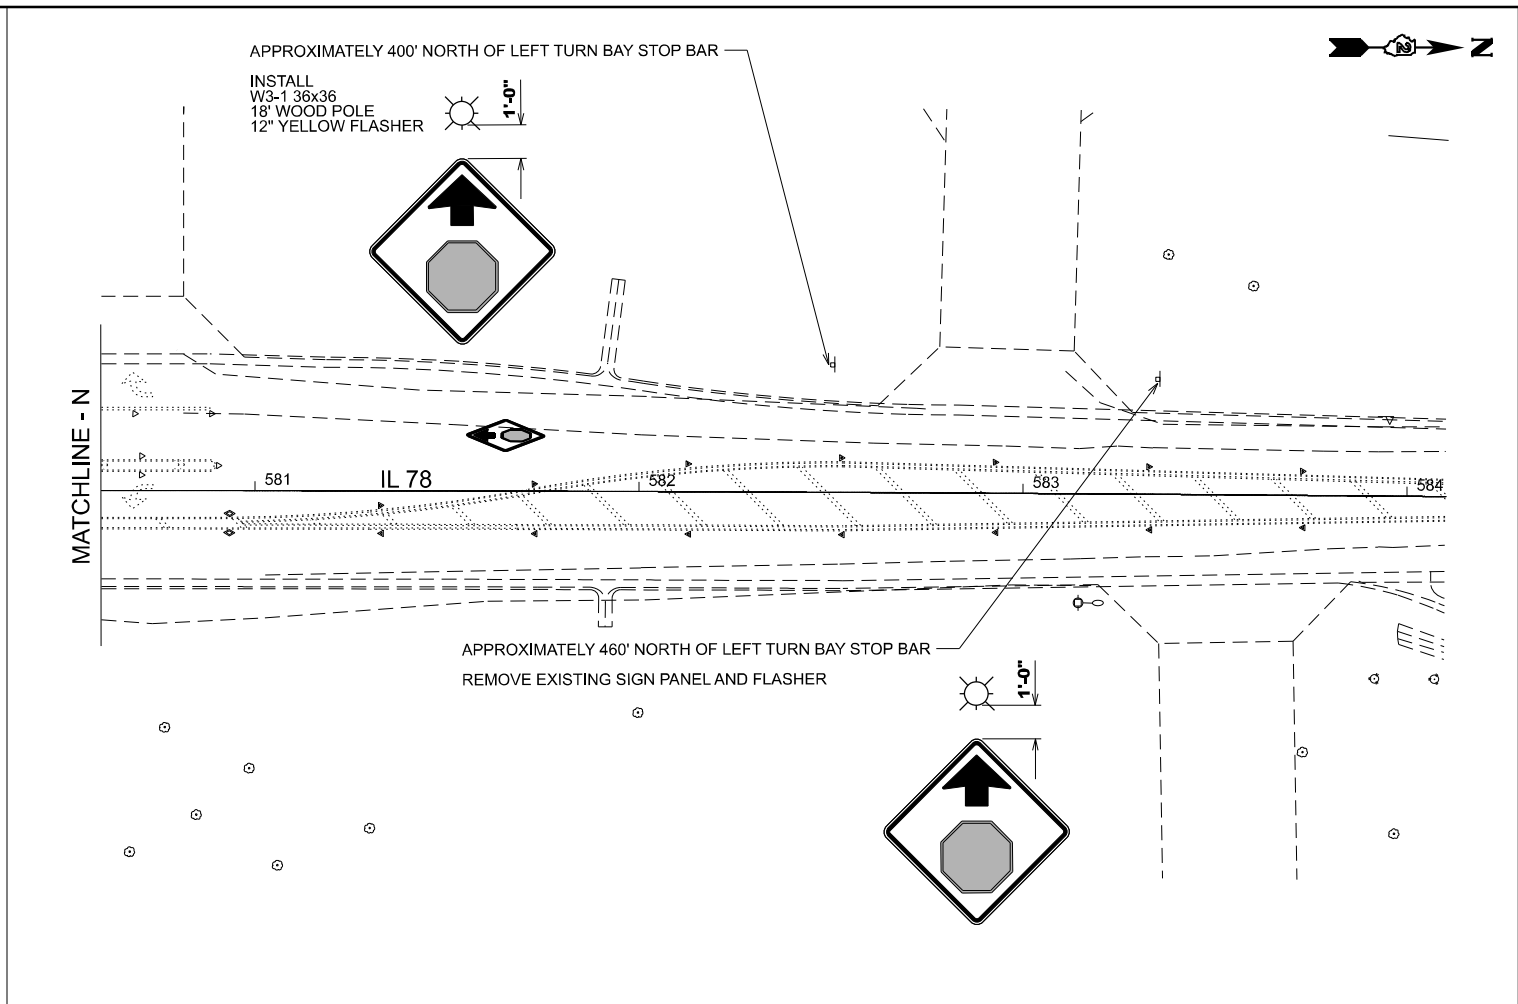 APPROXIMATELY 400' NORTH OF LEFT TURN BAY STOP BAR
INSTALL
W3-1 36x36
18' WOOD POLE
12" YELLOW FLASHER
1'-0"
2
N
MATCHLINE - N
581
IL 78
582
583
584
APPROXIMATELY 460' NORTH OF LEFT TURN BAY STOP BAR
REMOVE EXISTING SIGN PANEL AND FLASHER
1'-0"